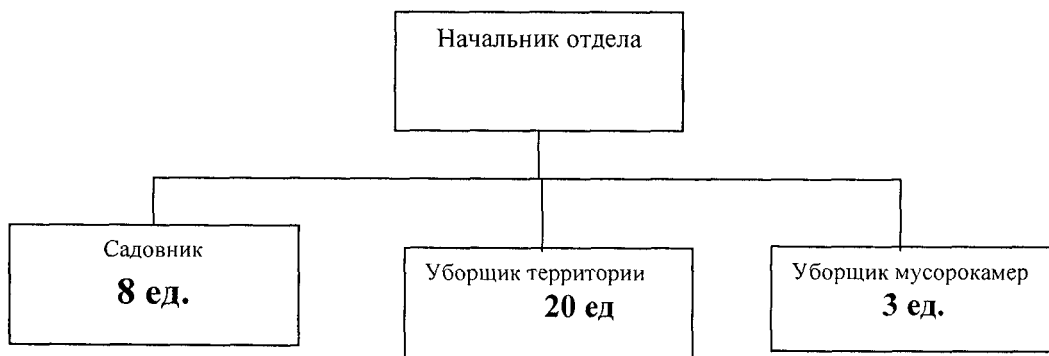 Начальник отдела
Садовник
8 ед.
Уборщик территории
20 ед
Уборщик мусорокамер
3 ед.